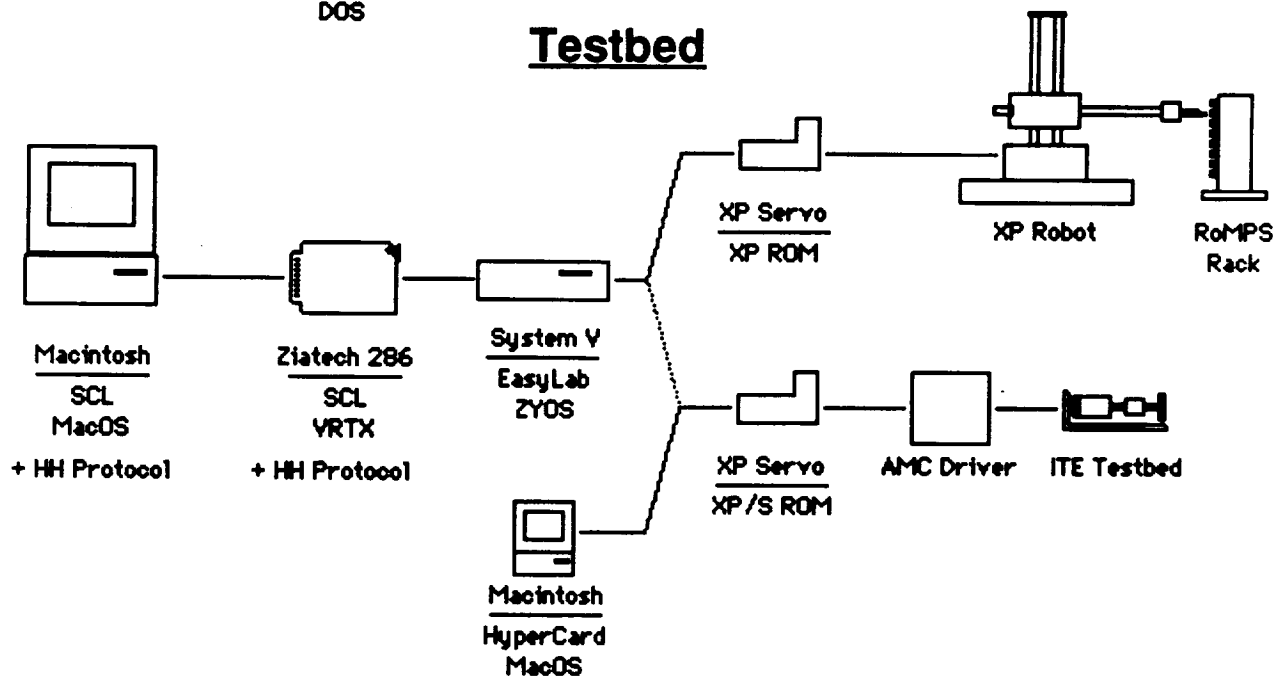 DOS
Testbed
XP Servo
XP ROM
XP Robot
RoMPS
Rack
Macintosh
SCL
MacOS
+ HH Protocol
Ziatech 286
SCL
VRTX
+ HH Protocol
System V
EasyLab
ZYOS
XP Servo
XP/S ROM
AMC Driver
ITE Testbed
Macintosh
HyperCard
MacOS